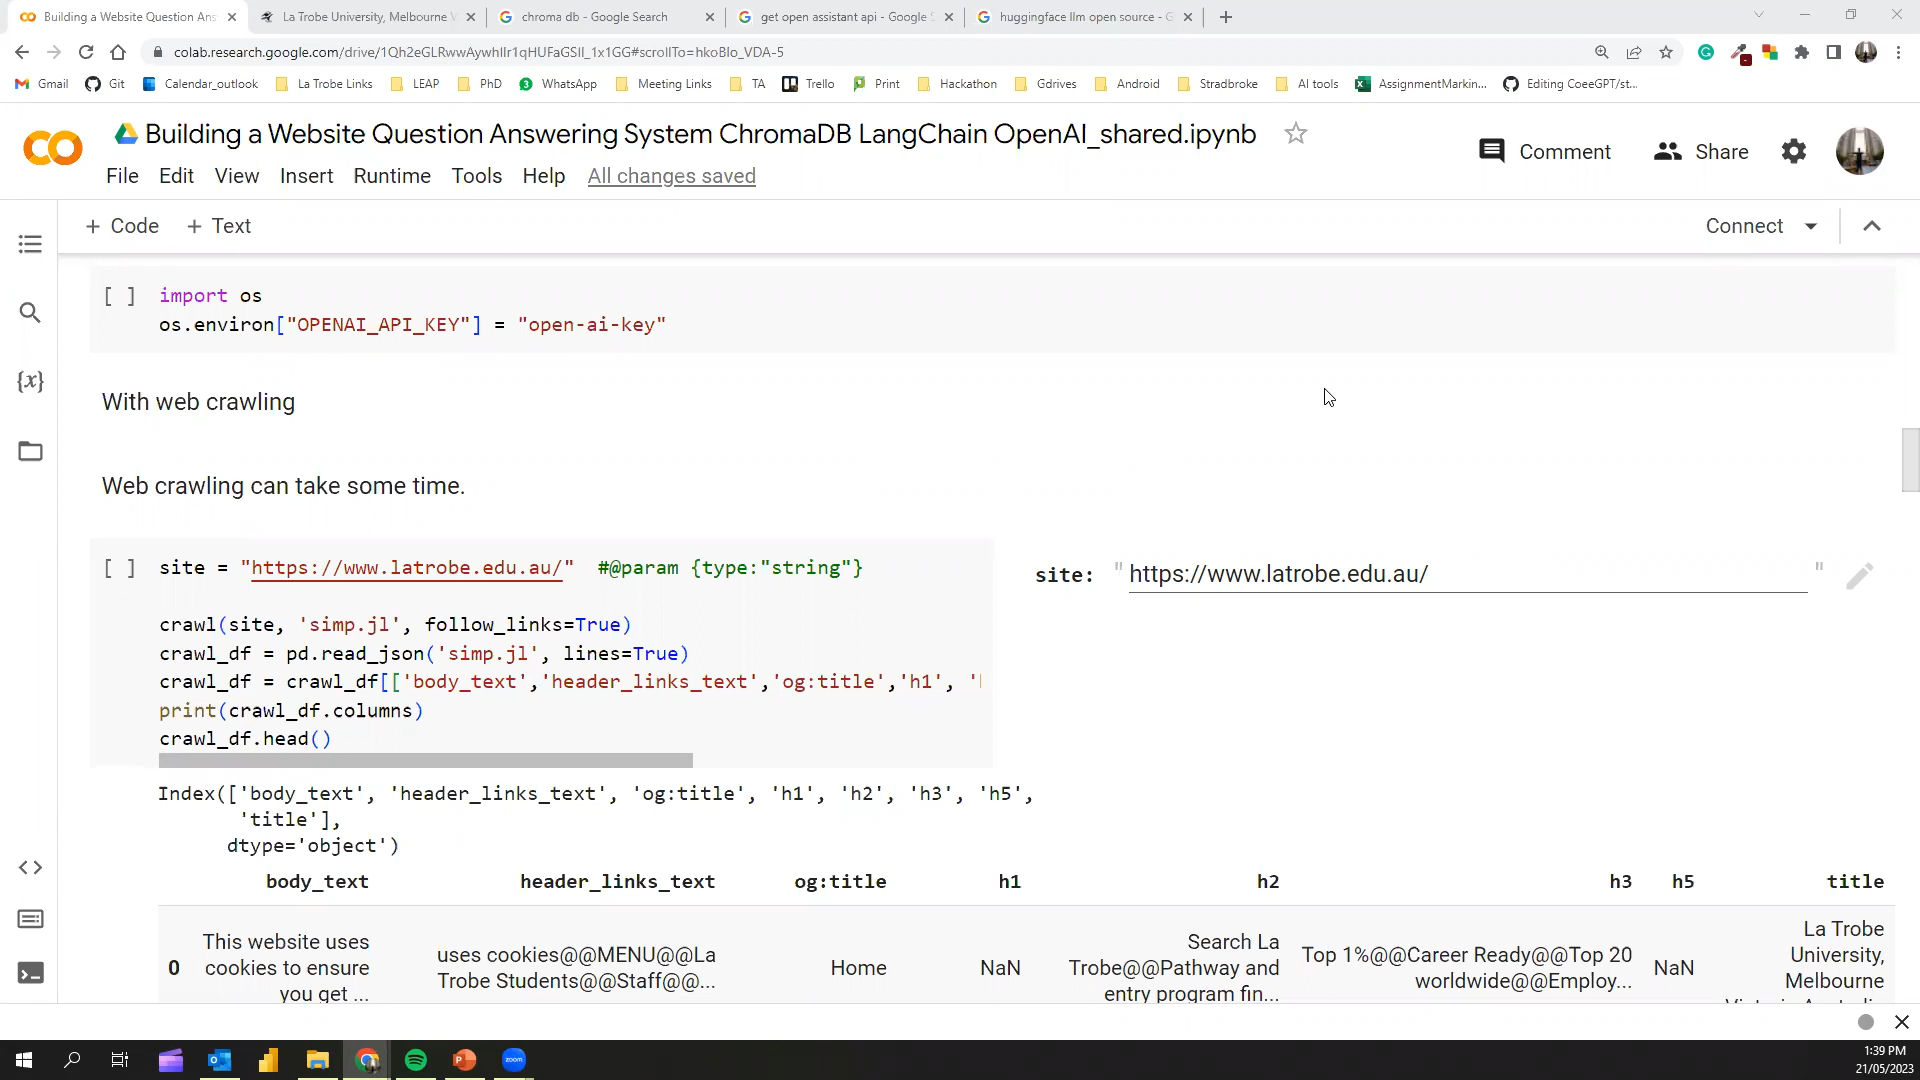 Building a Website Question Ans
La Trobe University, Melbourne V
chroma db - Google Search
get open assistant api - Google S
huggingface llm open source - G
colab.research.google.com/drive/1Qh2eGLRwwAywhIlr1qHUFaGSIl_1x1GG#scrollTo=hkoBIo_VDA-5
Gmail
Git
Calendar_outlook
La Trobe Links
LEAP
PhD
WhatsApp
Meeting Links
TA
Trello
Print
Hackathon
Gdrives
Android
Stradbroke
AI tools
AssignmentMarkin...
Editing CoeeGPT/st...
Building a Website Question Answering System ChromaDB LangChain OpenAI_shared.ipynb
File Edit View Insert Runtime Tools Help All changes saved
Comment
Share
+ Code + Text
Connect
[ ] import os
os.environ["OPENAI_API_KEY"] = "open-ai-key"
With web crawling
Web crawling can take some time.
[ ] site = "https://www.latrobe.edu.au/" #@param {type:"string"}
site: "https://www.latrobe.edu.au/"
crawl(site, 'simp.jl', follow_links=True)
crawl_df = pd.read_json('simp.jl', lines=True)
crawl_df = crawl_df[['body_text','header_links_text','og:title','h1', '
print(crawl_df.columns)
crawl_df.head()
Index(['body_text', 'header_links_text', 'og:title', 'h1', 'h2', 'h3', 'h5',
'title'],
dtype='object')
body_text header_links_text og:title h1 h2 h3 h5 title
0
This website uses
cookies to ensure
you get ...
uses cookies@@MENU@@La
Trobe Students@@Staff@@...
Home
NaN
Search La
Trobe@@Pathway and
entry program fin...
Top 1%@@Career Ready@@Top 20
worldwide@@Employ...
NaN
La Trobe
University,
Melbourne
zoom
1:39 PM
21/05/2023